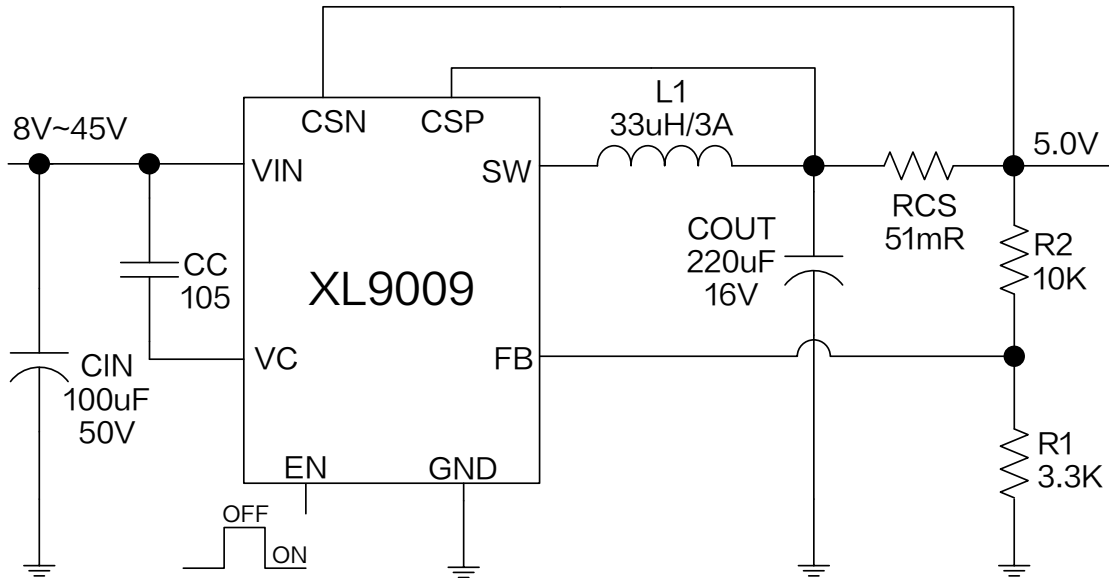 CSN
CSP
8V~45V
VIN
SW
L1
33uH/3A
5.0V
RCS
51mR
COUT
220uF
16V
R2
10K
CC
105
XL9009
VC
FB
CIN
100uF
50V
EN
GND
R1
3.3K
OFF
ON